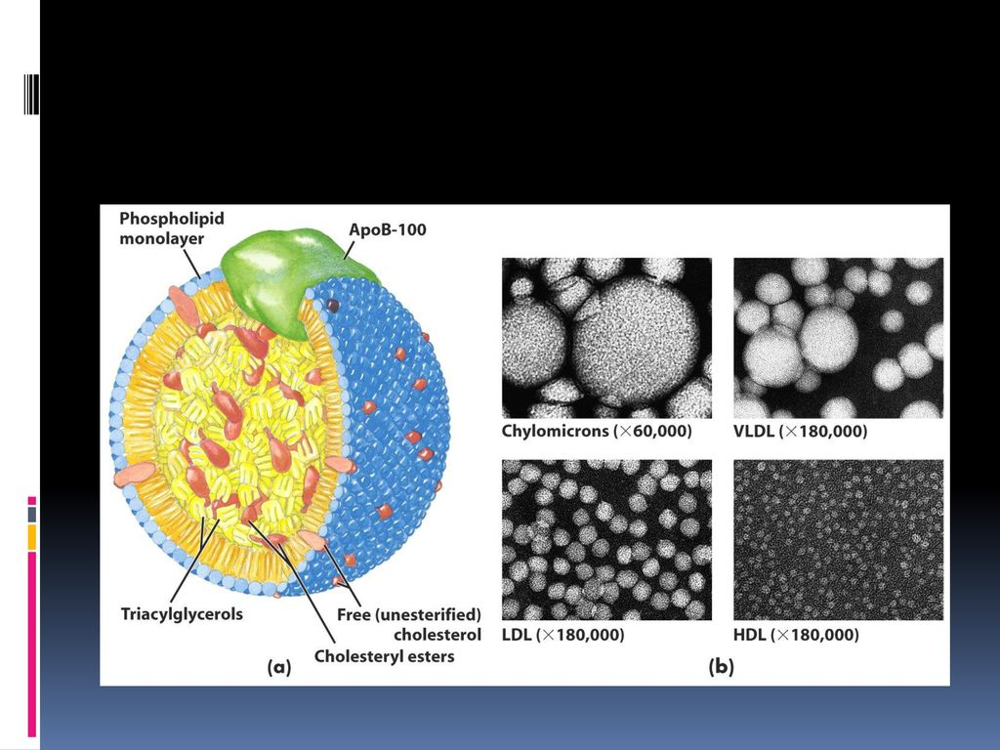 Phospholipid
monolayer
ApoB-100
Triacylglycerols
Free (unesterified)
cholesterol
Cholesteryl esters
(a)
Chylomicrons (×60,000)
VLDL (×180,000)
LDL (×180,000)
HDL (×180,000)
(b)